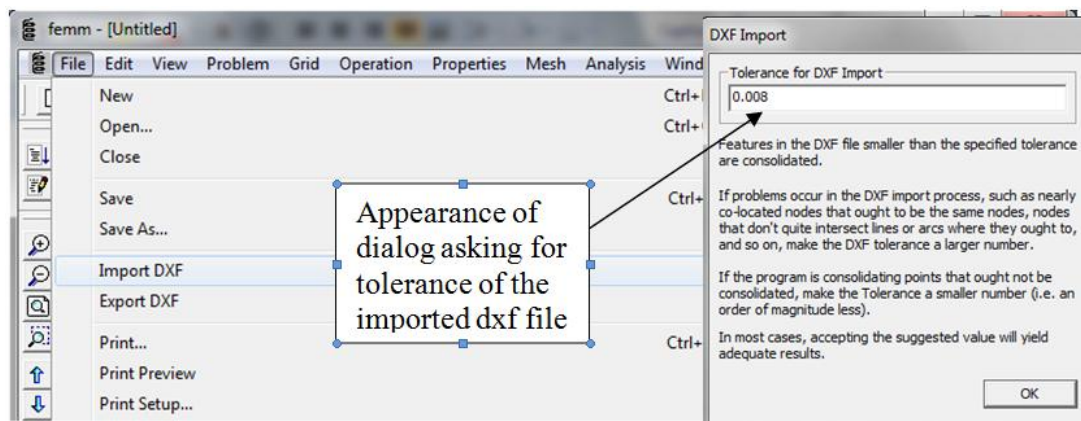 femm - [Untitled]
File Edit View Problem Grid Operation Properties Mesh Analysis Wind
New
Ctrl+
Open...
Ctrl+
Close
Save
Ctrl+
Save As...
Import DXF
Export DXF
Print...
Ctrl+
Print Preview
Print Setup...
Appearance of
dialog asking for
tolerance of the
imported dxf file
DXF Import
Tolerance for DXF Import
0.008
Features in the DXF file smaller than the specified tolerance
are consolidated.
If problems occur in the DXF import process, such as nearly
co-located nodes that ought to be the same nodes, nodes
that don't quite intersect lines or arcs where they ought to,
and so on, make the DXF tolerance a larger number.
If the program is consolidating points that ought not be
consolidated, make the Tolerance a smaller number (i.e. an
order of magnitude less).
In most cases, accepting the suggested value will yield
adequate results.
OK